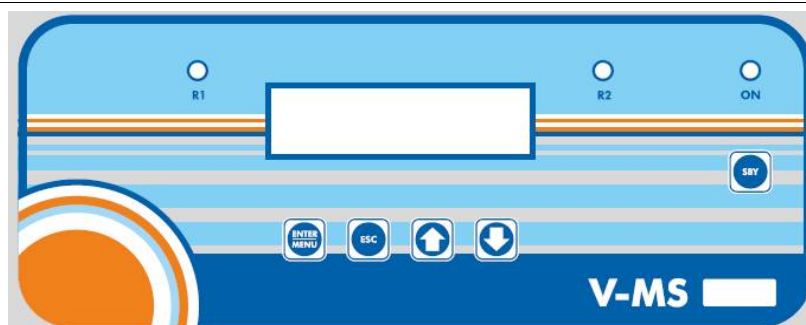 R1
R2
ON
SBY
ENTER
MENU
ESC
V-MS